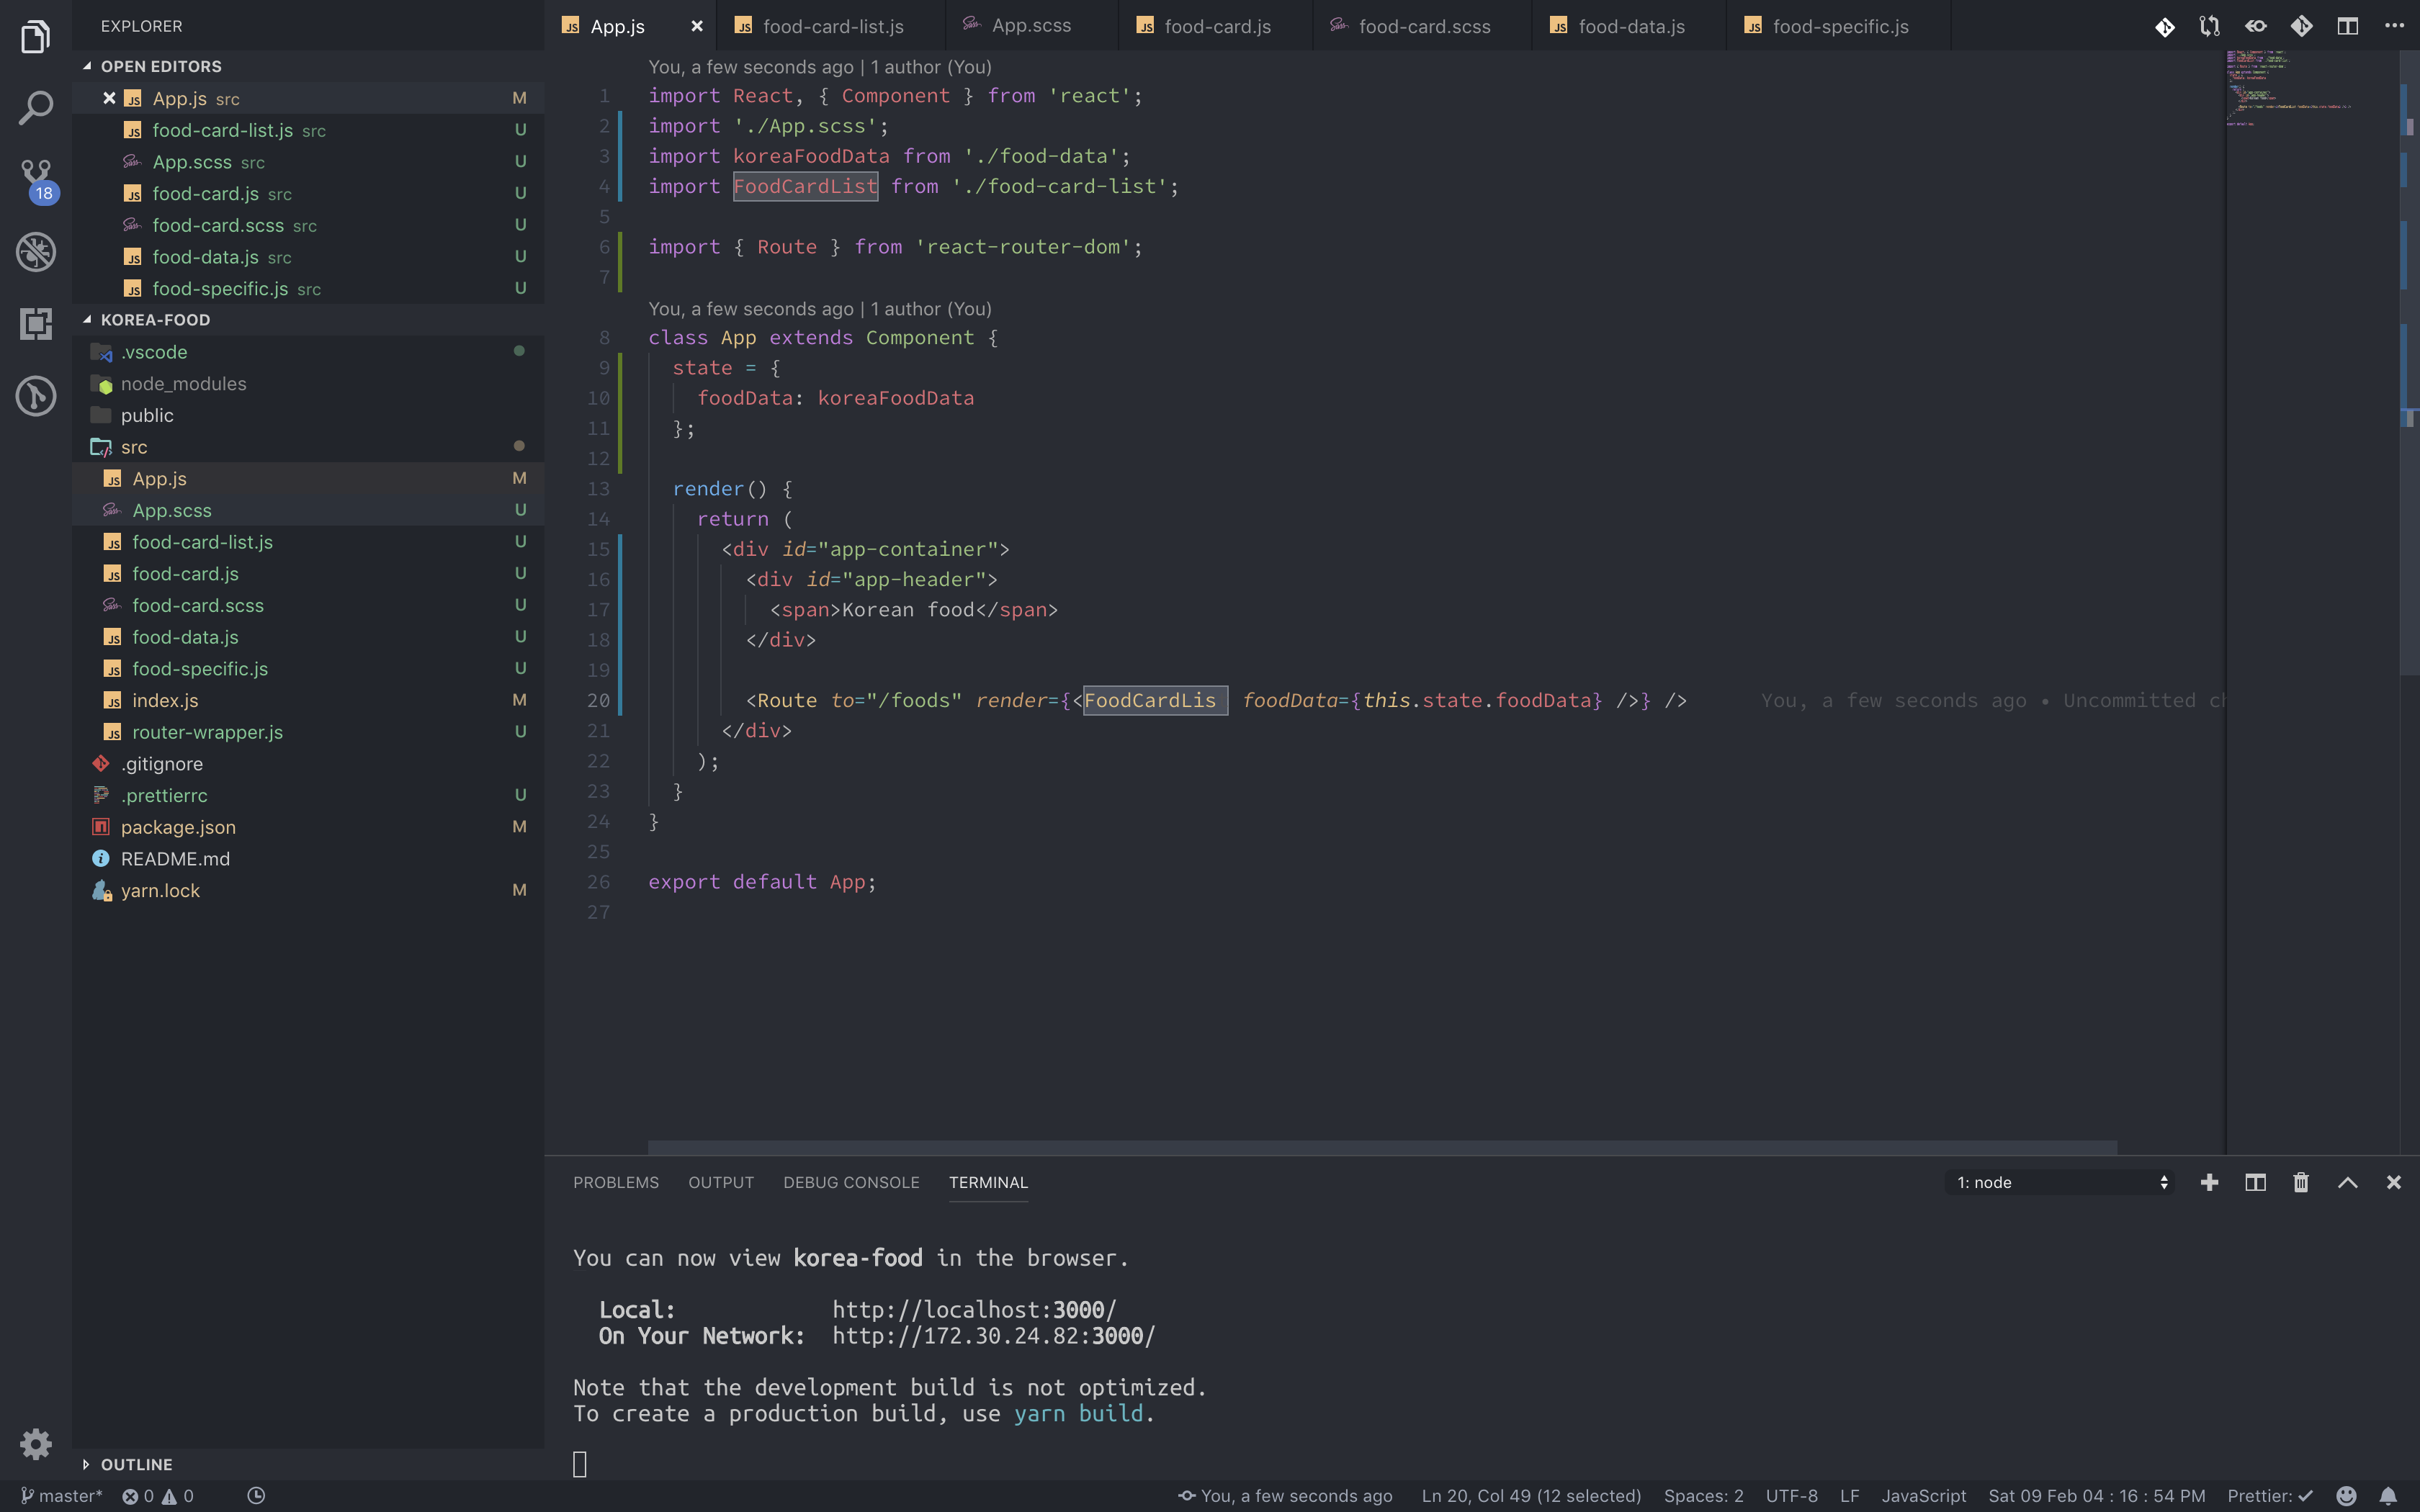 EXPLORER
OPEN EDITORS
App.js src M
food-card-list.js src U
App.scss src U
food-card.js src U
food-card.scss src U
food-data.js src U
food-specific.js src U
KOREA-FOOD
.vscode
node_modules
public
src
App.js M
App.scss U
food-card-list.js U
food-card.js U
food-card.scss U
food-data.js U
food-specific.js U
index.js M
router-wrapper.js U
.gitignore
.prettierrc U
package.json M
README.md
yarn.lock M
OUTLINE
18
App.js food-card-list.js App.scss food-card.js food-card.scss food-data.js food-specific.js
You, a few seconds ago | 1 author (You)
1 import React, { Component } from 'react';
2 import './App.scss';
3 import koreaFoodData from './food-data';
4 import FoodCardList from './food-card-list';
5
6 import { Route } from 'react-router-dom';
7
You, a few seconds ago | 1 author (You)
8 class App extends Component {
9 state = {
10 foodData: koreaFoodData
11 };
12
13 render() {
14 return (
15 <div id="app-container">
16 <div id="app-header">
17 <span>Korean food</span>
18 </div>
19
20 <Route to="/foods" render={<FoodCardLis foodData={this.state.foodData} />} /> You, a few seconds ago • Uncommitted ch
21 </div>
22 );
23 }
24 }
25
26 export default App;
27
PROBLEMS OUTPUT DEBUG CONSOLE TERMINAL 1: node
You can now view korea-food in the browser.
Local: http://localhost:3000/
On Your Network: http://172.30.24.82:3000/
Note that the development build is not optimized.
To create a production build, use yarn build.
master* 0 0 You, a few seconds ago Ln 20, Col 49 (12 selected) Spaces: 2 UTF-8 LF JavaScript Sat 09 Feb 04 : 16 : 54 PM Prettier: ✓